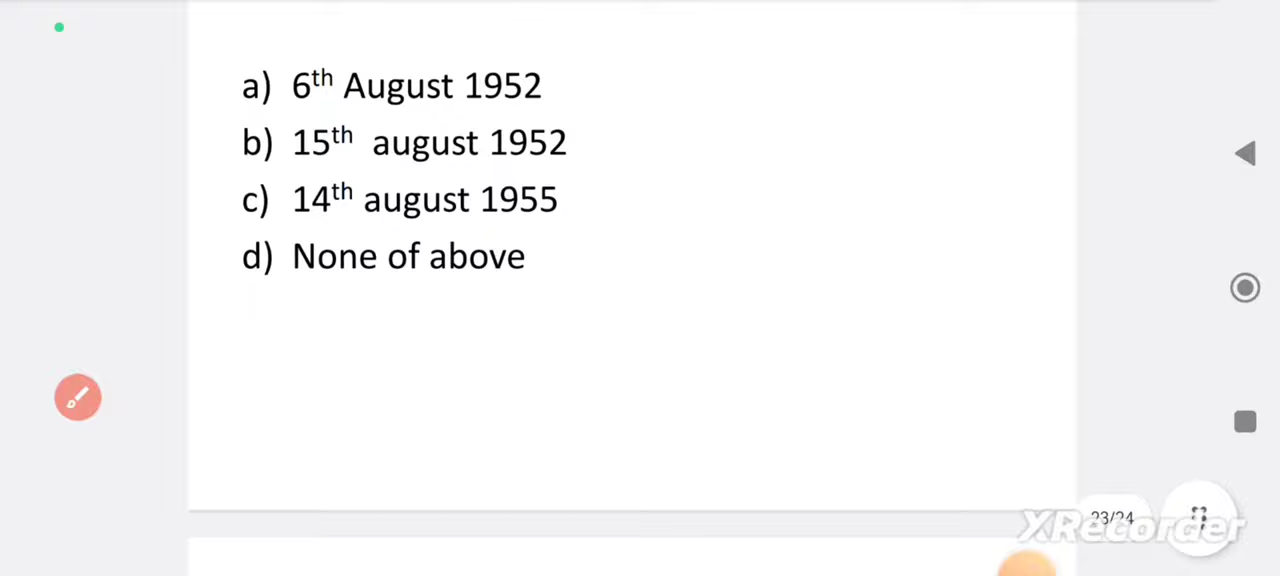 a) 6th August 1952
b) 15th august 1952
c) 14th august 1955
d) None of above
23/24
XRecorder